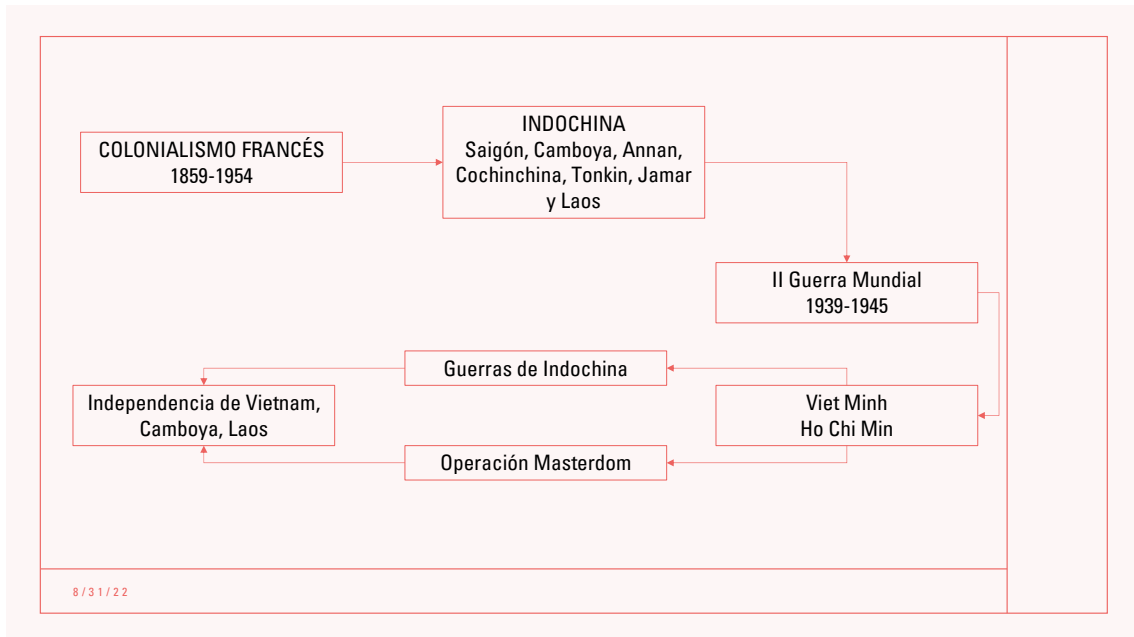 COLONIALISMO FRANCÉS
1859-1954
INDOCHINA
Saigón, Camboya, Annan,
Cochinchina, Tonkin, Jamar
y Laos
II Guerra Mundial
1939-1945
Viet Minh
Ho Chi Min
Guerras de Indochina
Operación Masterdom
Independencia de Vietnam,
Camboya, Laos
8/31/22